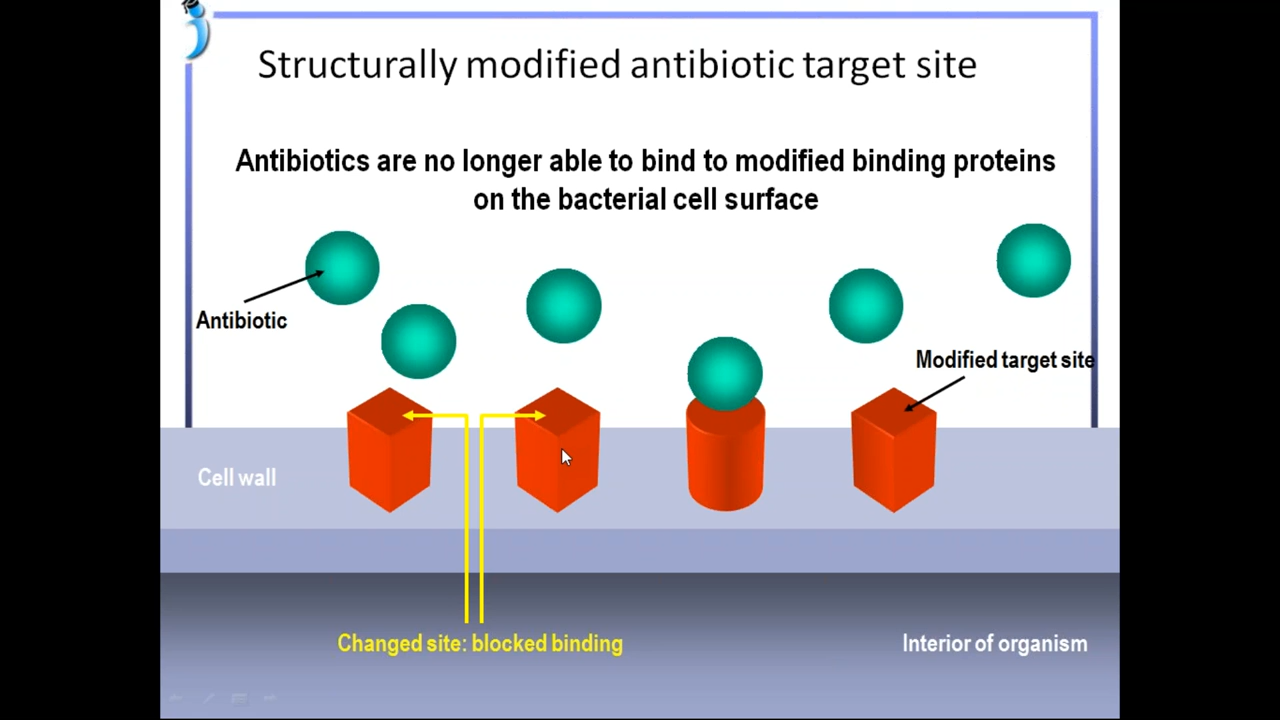 Structurally modified antibiotic target site
Antibiotics are no longer able to bind to modified binding proteins
on the bacterial cell surface
Antibiotic
Modified target site
Cell wall
Changed site: blocked binding
Interior of organism